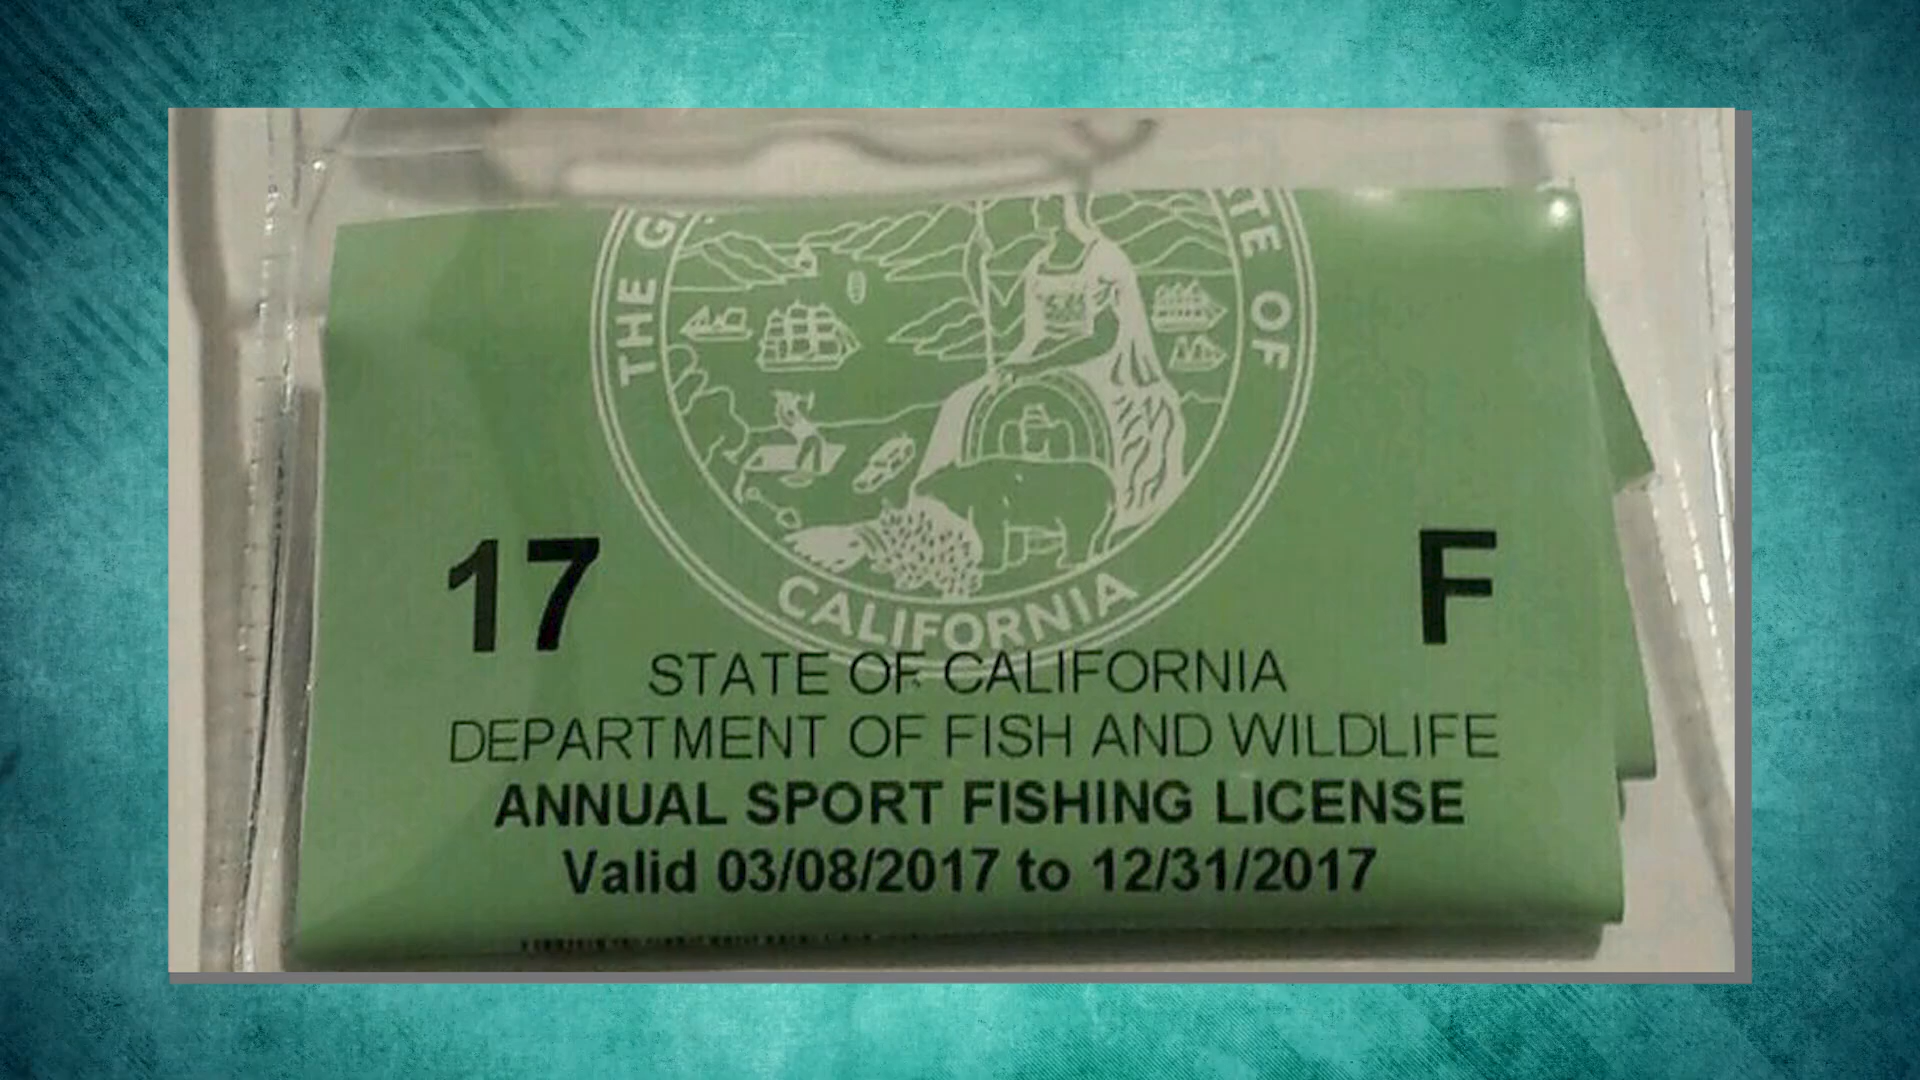 THE G
TE OF
CALIFORNIA
17
F
STATE OF CALIFORNIA
DEPARTMENT OF FISH AND WILDLIFE
ANNUAL SPORT FISHING LICENSE
Valid 03/08/2017 to 12/31/2017